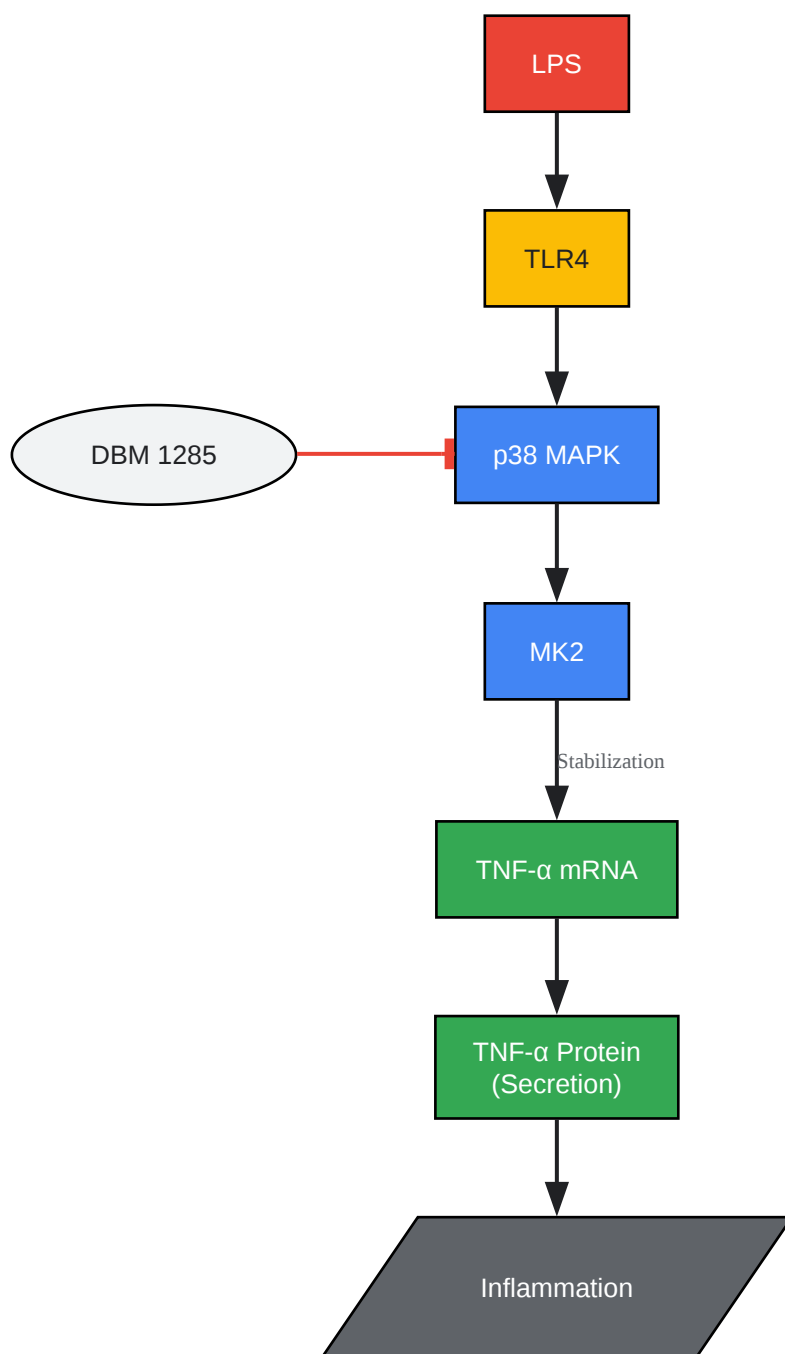 LPS
TLR4
DBM 1285
p38 MAPK
MK2
Stabilization
TNF-α mRNA
TNF-α Protein
(Secretion)
Inflammation